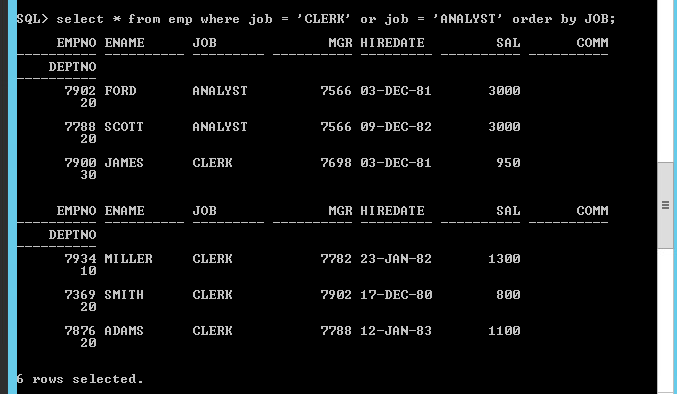 SQL> select * from emp where job = 'CLERK' or job = 'ANALYST' order by JOB;
EMPNO ENAME JOB MGR HIREDATE SAL COMM
---------- ---------- --------- ---------- --------- ---------- ----------
DEPTNO
----------
7902 FORD ANALYST 7566 03-DEC-81 3000
20
7788 SCOTT ANALYST 7566 09-DEC-82 3000
20
7900 JAMES CLERK 7698 03-DEC-81 950
30
EMPNO ENAME JOB MGR HIREDATE SAL COMM
---------- ---------- --------- ---------- --------- ---------- ----------
DEPTNO
----------
7934 MILLER CLERK 7782 23-JAN-82 1300
10
7369 SMITH CLERK 7902 17-DEC-80 800
20
7876 ADAMS CLERK 7788 12-JAN-83 1100
20
6 rows selected.